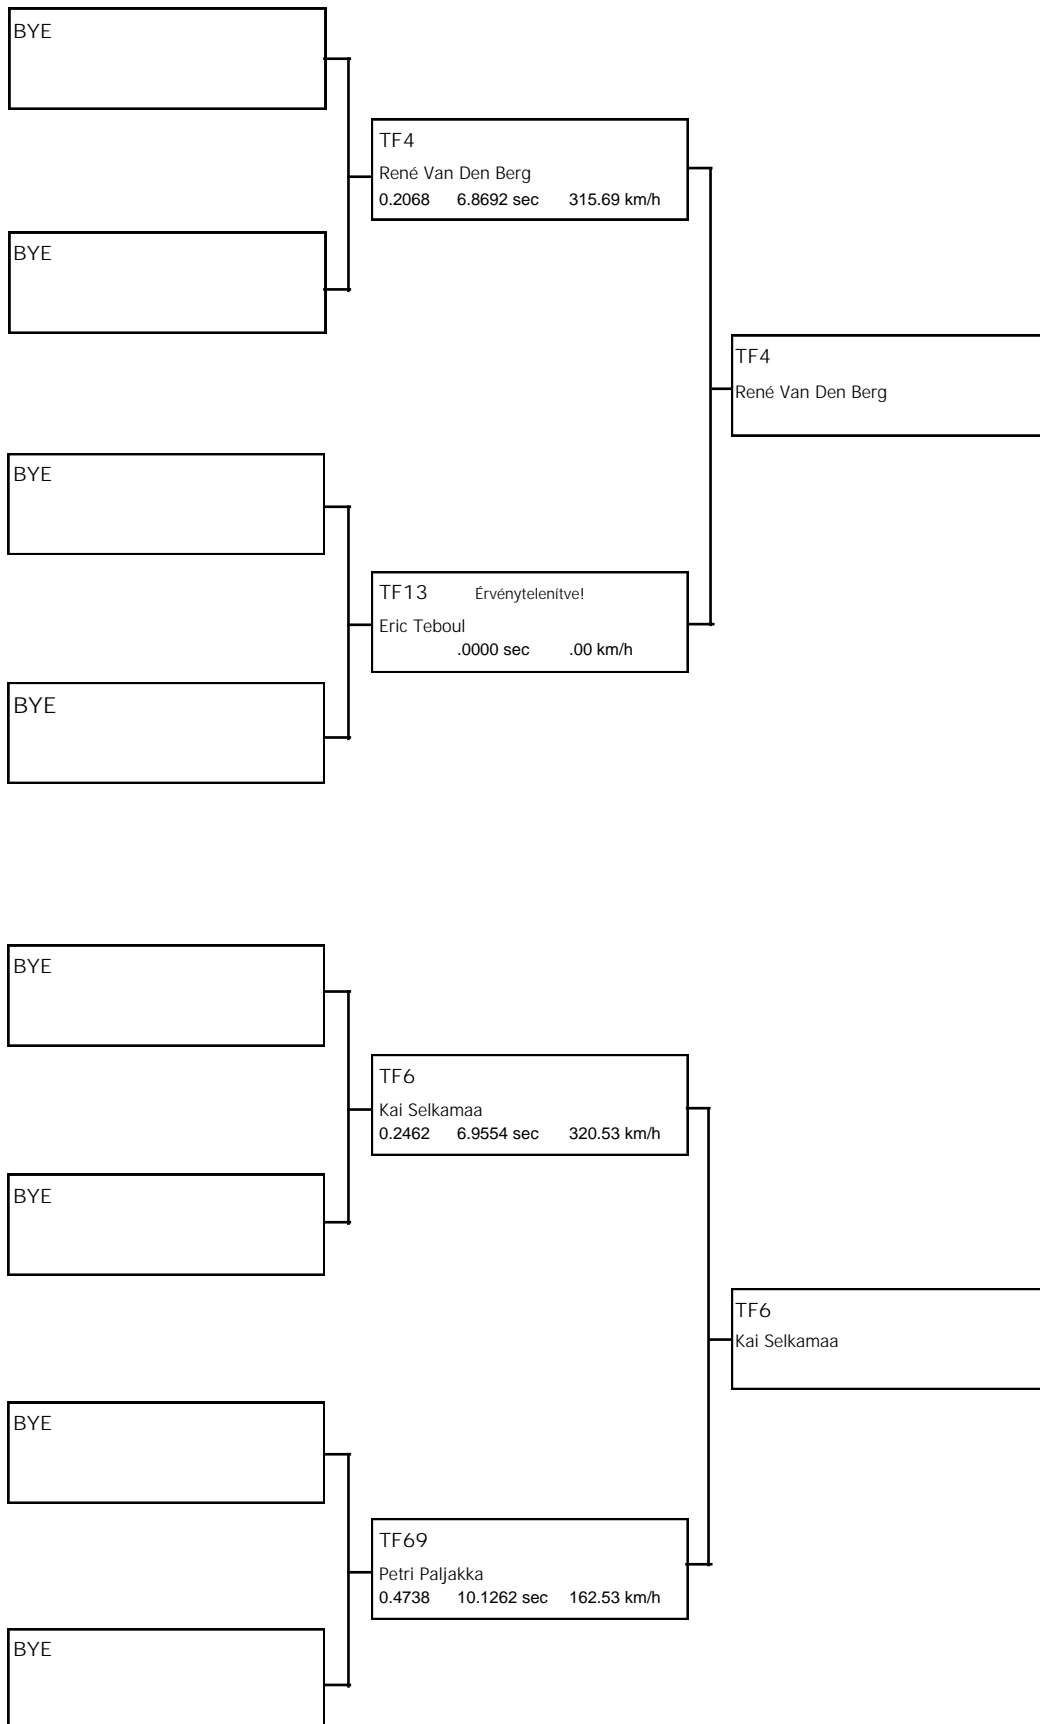 BYE
TF4
René Van Den Berg
0.2068 6.8692 sec 315.69 km/h
BYE
TF4
René Van Den Berg
BYE
TF13 Érvénytelenítve!
Eric Teboul
.0000 sec .00 km/h
BYE
BYE
TF6
Kai Selkamaa
0.2462 6.9554 sec 320.53 km/h
BYE
TF6
Kai Selkamaa
BYE
TF69
Petri Paljakka
0.4738 10.1262 sec 162.53 km/h
BYE